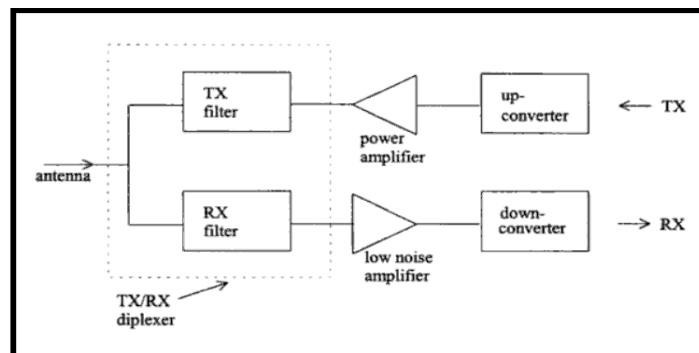 TX
filter
power
amplifier
up-
converter
TX
antenna
RX
filter
low noise
amplifier
down-
converter
RX
TX/RX
diplexer